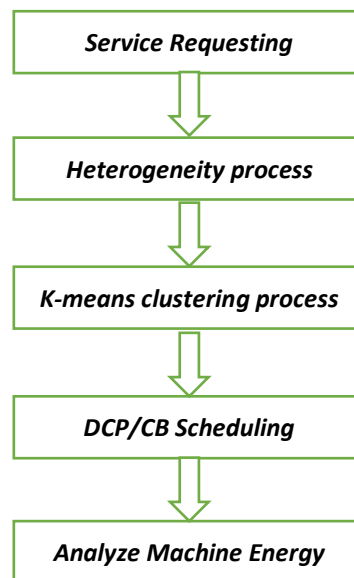 Service Requesting
Heterogeneity process
K-means clustering process
DCP/CB Scheduling
Analyze Machine Energy